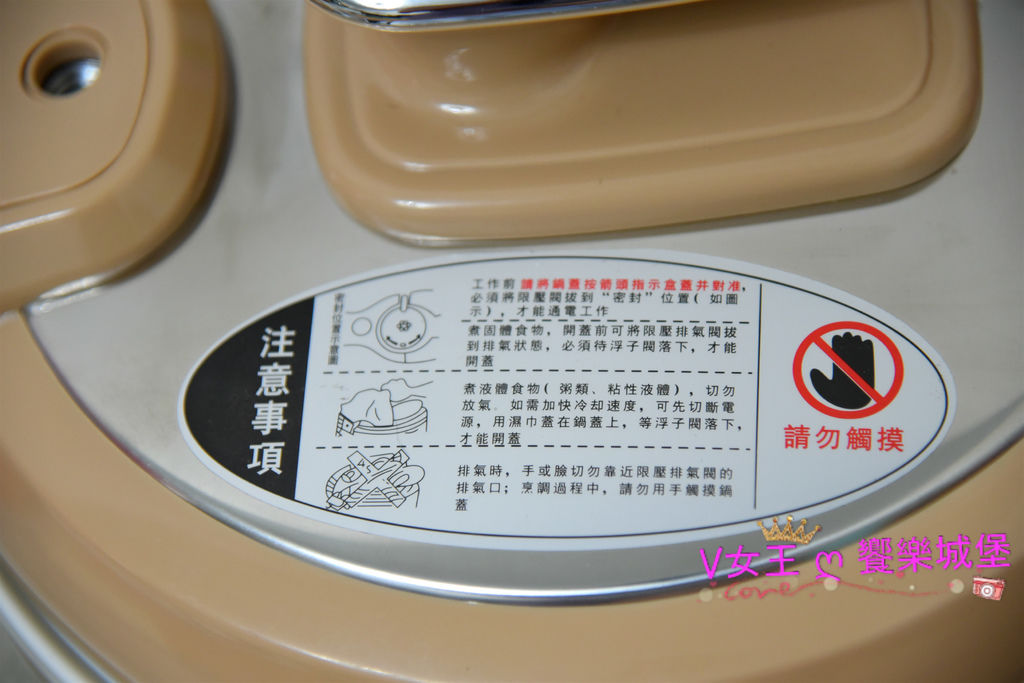 注意事項
密封位置示意圖
工作前請將鍋蓋按箭頭指示盒蓋并對准,
必須將限壓閥拔到“密封”位置(如圖
示),才能通電工作
煮固體食物,開蓋前可將限壓排氣閥拔
到排氣狀態,必須待浮子閥落下,才能
開蓋
煮液體食物(粥類、粘性液體),切勿
放氣。如需加快冷却速度,可先切斷電
源,用濕巾蓋在鍋蓋上,等浮子閥落下,
才能開蓋
排氣時,手或臉切勿靠近限壓排氣閥的
排氣口;烹調過程中,請勿用手觸摸鍋
蓋
請勿觸摸
V女王 ღ 饗樂城堡
Love